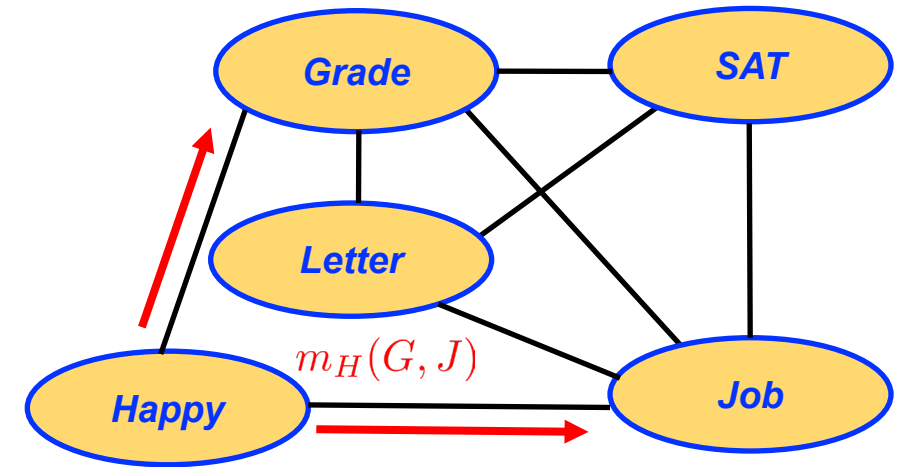 Grade
SAT
Letter
m_H(G, J)
Happy
Job